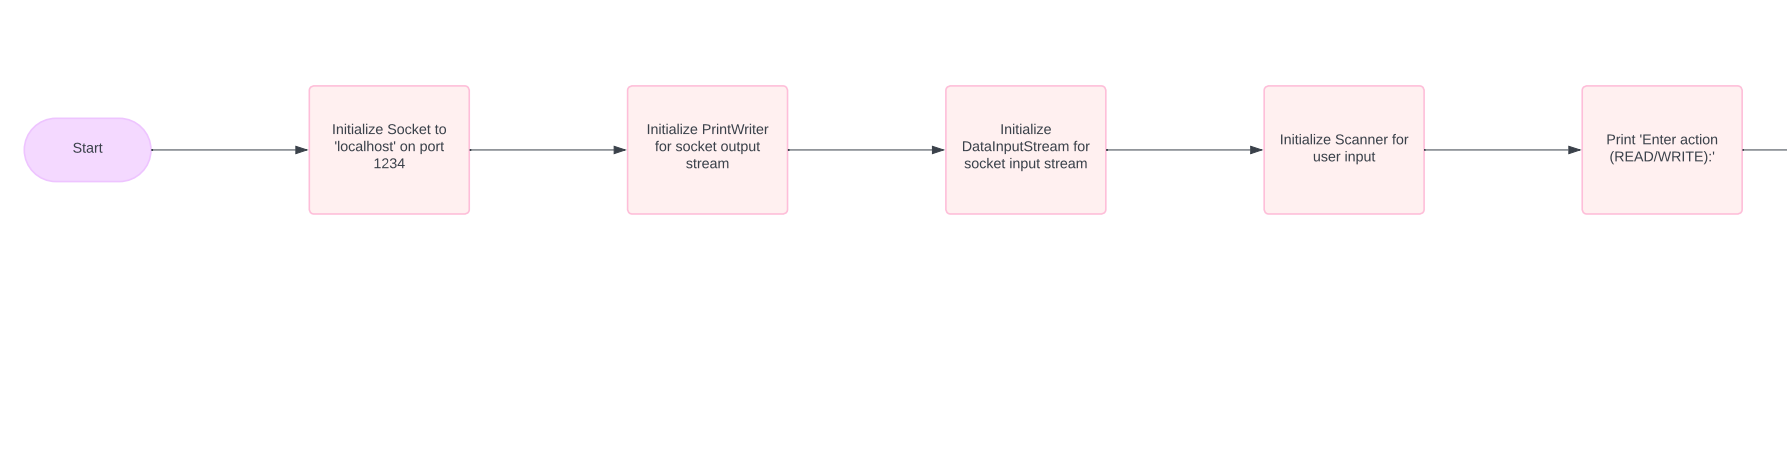 Start
Initialize Socket to
'localhost' on port
1234
Initialize PrintWriter
for socket output
stream
Initialize
DataInputStream for
socket input stream
Initialize Scanner for
user input
Print 'Enter action
(READ/WRITE):'